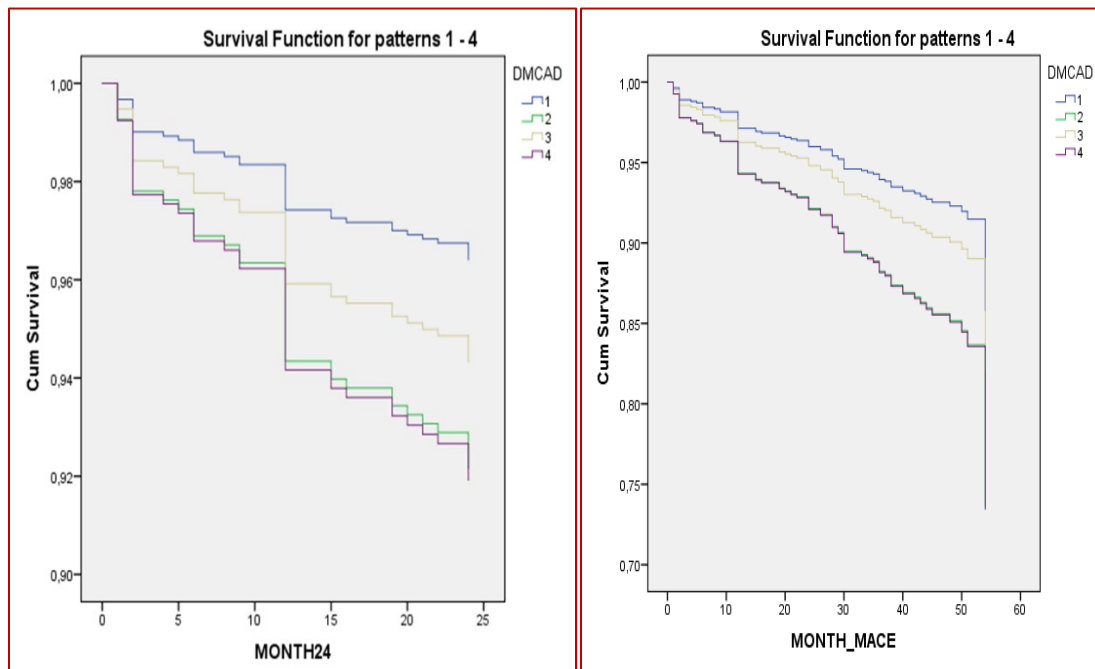 Survival Function for patterns 1 - 4
DMCAD
1
2
3
4
1,00
0,98
0,96
0,94
0,92
0,90
Cum Survival
0 5 10 15 20 25
MONTH24
Survival Function for patterns 1 - 4
DMCAD
1
2
3
4
1,00
0,95
0,90
0,85
0,80
0,75
0,70
Cum Survival
0 10 20 30 40 50 60
MONTH_MACE